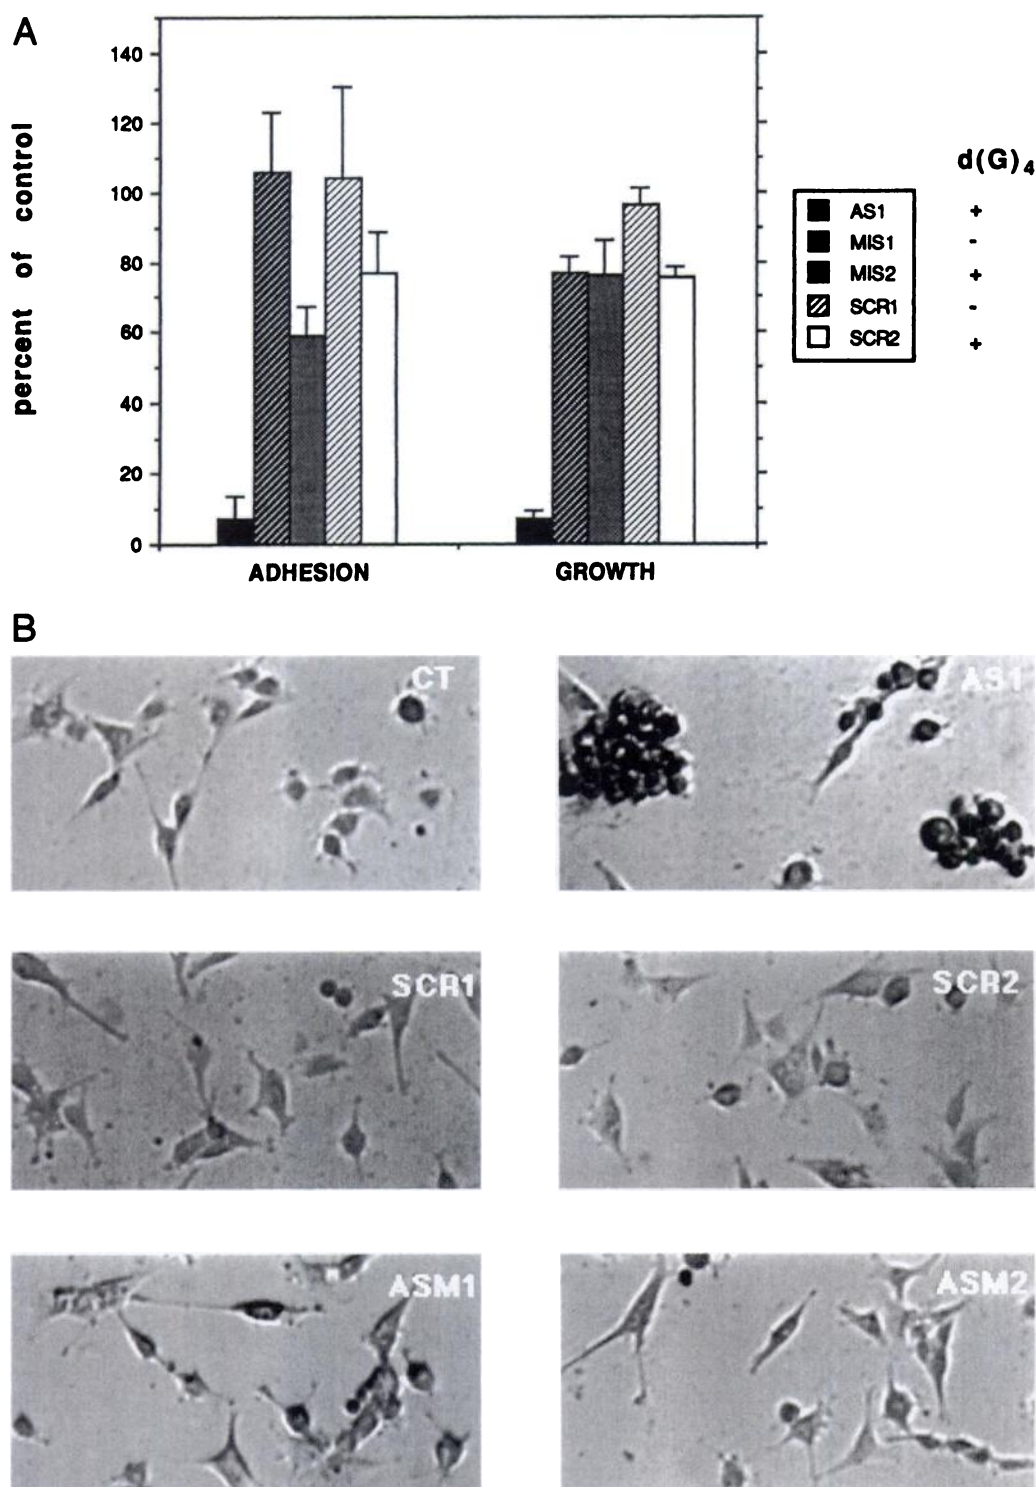 A
percent of control
140
120
100
80
60
40
20
0
ADHESION GROWTH
d(G)4
AS1 +
MIS1 -
MIS2 +
SCR1 -
SCR2 +
B
CT AS1
SCR1 SCR2
ASM1 ASM2